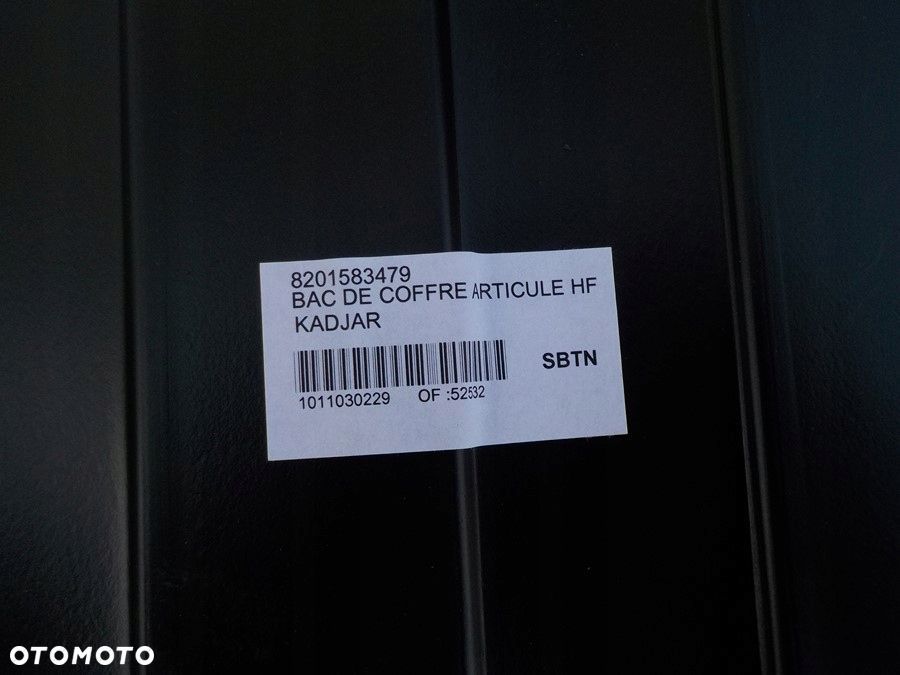 8201583479
BAC DE COFFRE ARTICULE HF
KADJAR
SBTN
1011030229 OF :52532
OTOMOTO